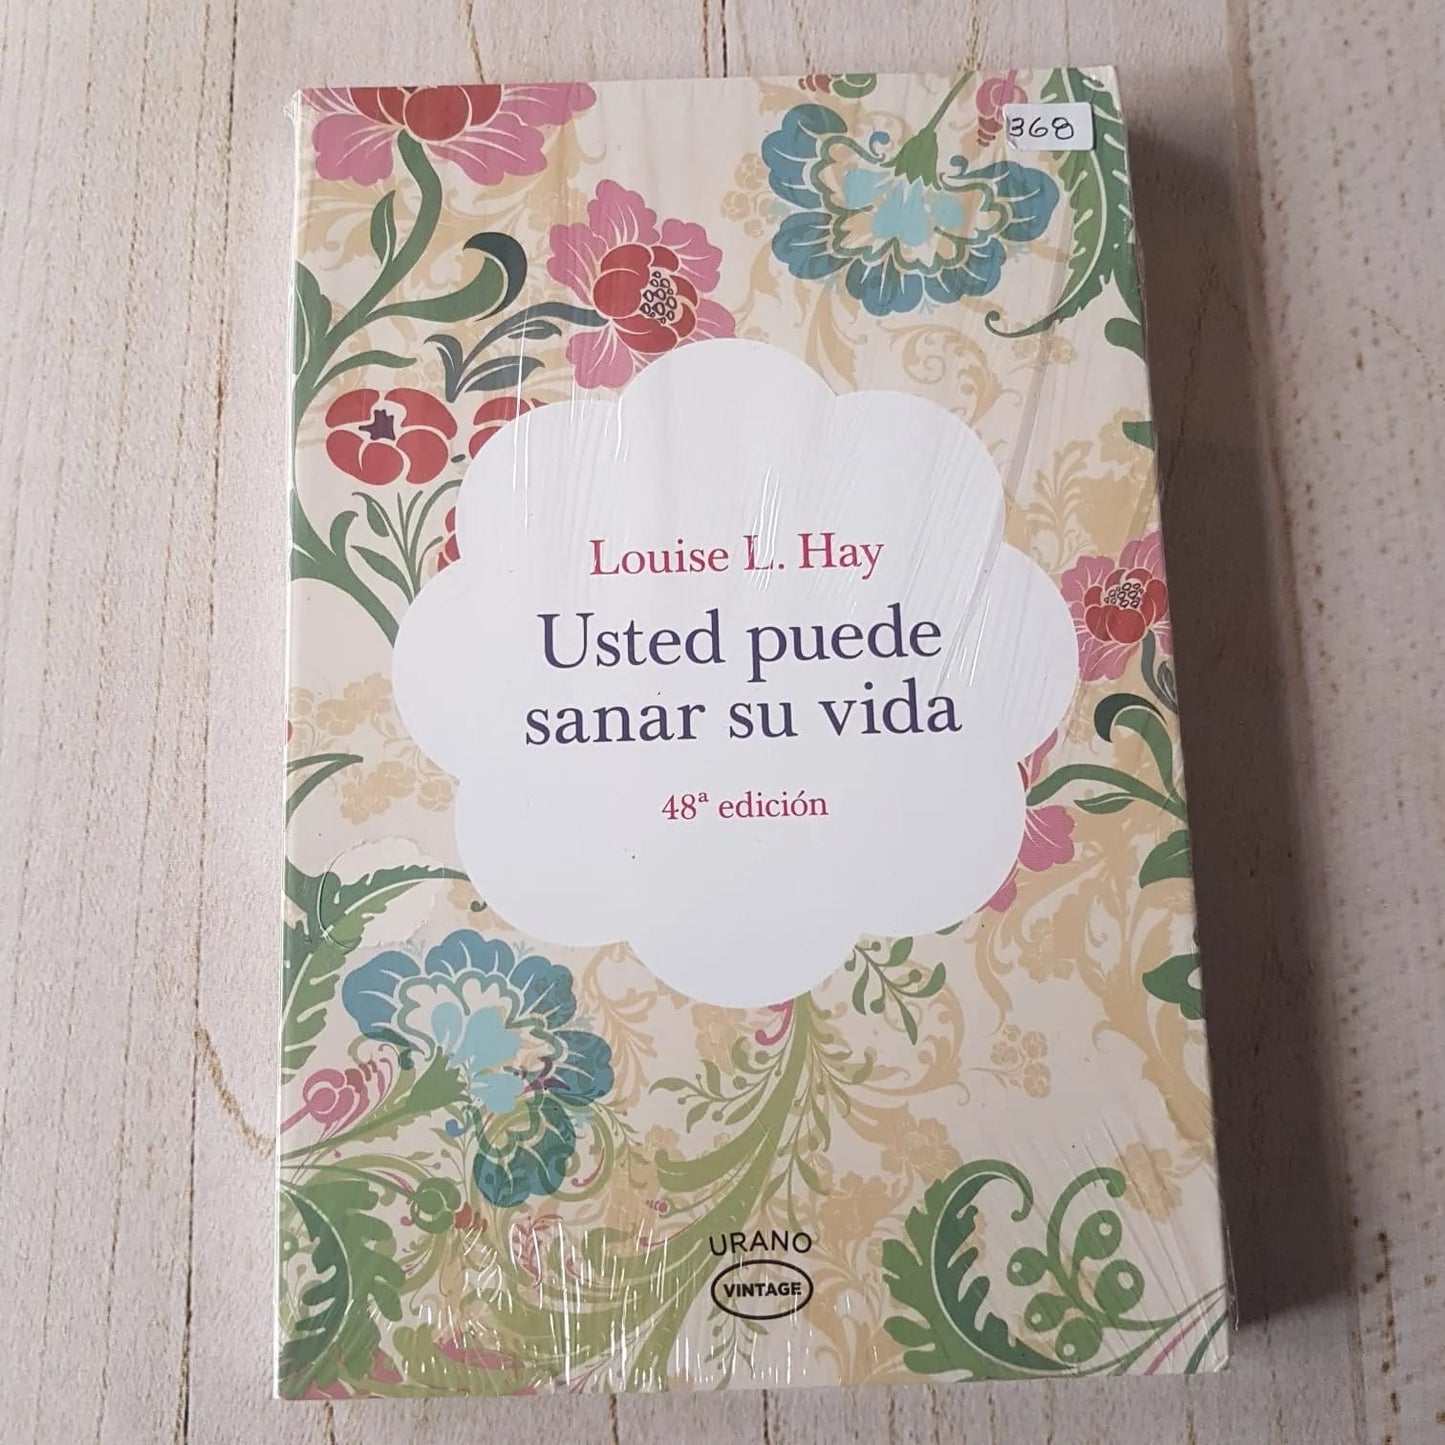 368
Louise L. Hay
Usted puede
sanar su vida
48ª edición
URANO
VINTAGE